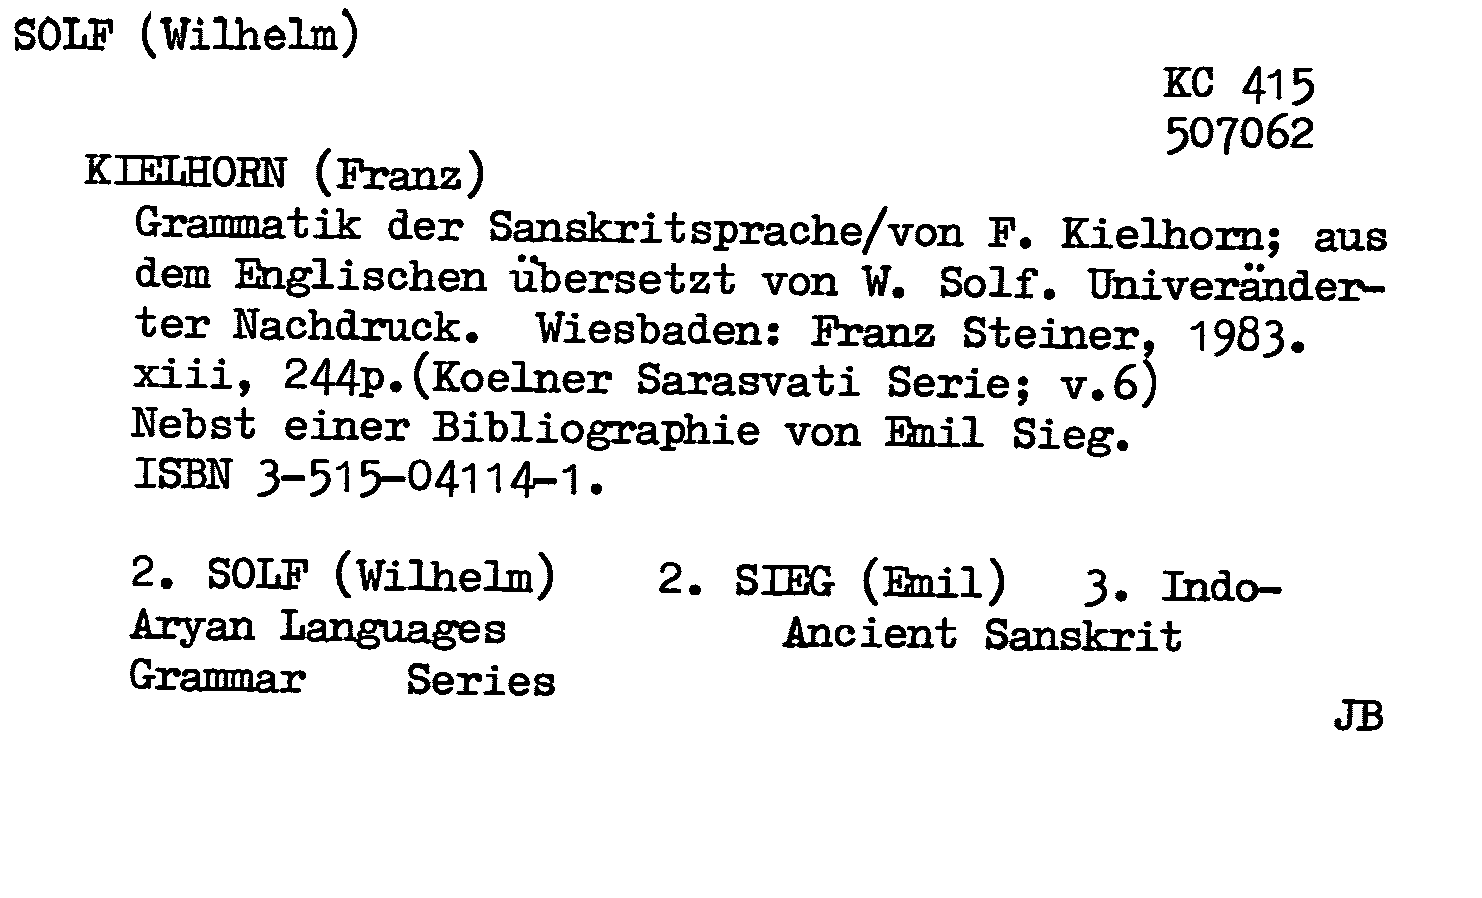 SOLF (Wilhelm)
KC 415
507062
KIELHORN (Franz)
Grammatik der Sanskritsprache/von F. Kielhorn; aus
dem Englischen übersetzt von W. Solf. Univeränder-
ter Nachdruck. Wiesbaden: Franz Steiner, 1983.
xiii, 244p.(Koelner Sarasvati Serie; v.6)
Nebst einer Bibliographie von Emil Sieg.
ISBN 3-515-04114-1.
2. SOLF (Wilhelm) 2. SIEG (Emil) 3. Indo-
Aryan Languages Ancient Sanskrit
Grammar Series
JB